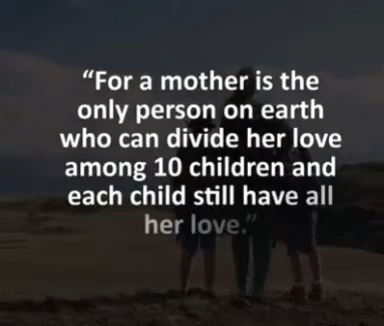 “For a mother is the
only person on earth
who can divide her love
among 10 children and
each child still have all
her love.”